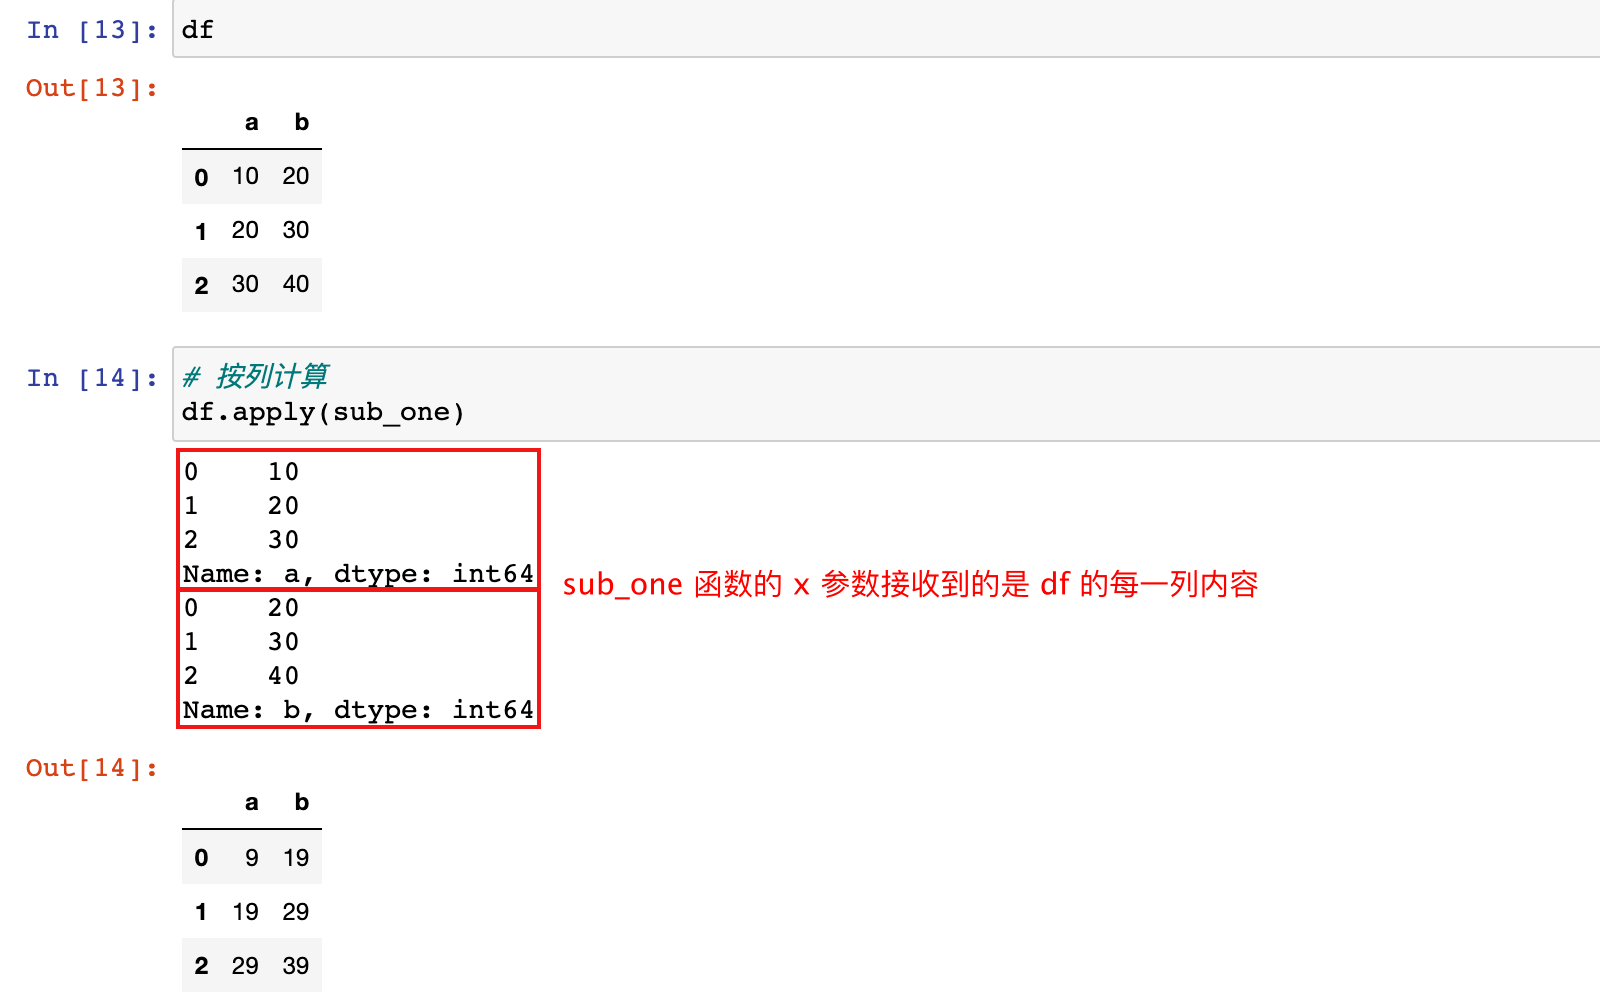 In [13]: df
Out[13]:
a b
0 10 20
1 20 30
2 30 40
In [14]: # 按列计算
df.apply(sub_one)
0 10
1 20
2 30
Name: a, dtype: int64
sub_one 函数的 x 参数接收到的是 df 的每一列内容
0 20
1 30
2 40
Name: b, dtype: int64
Out[14]:
a b
0 9 19
1 19 29
2 29 39